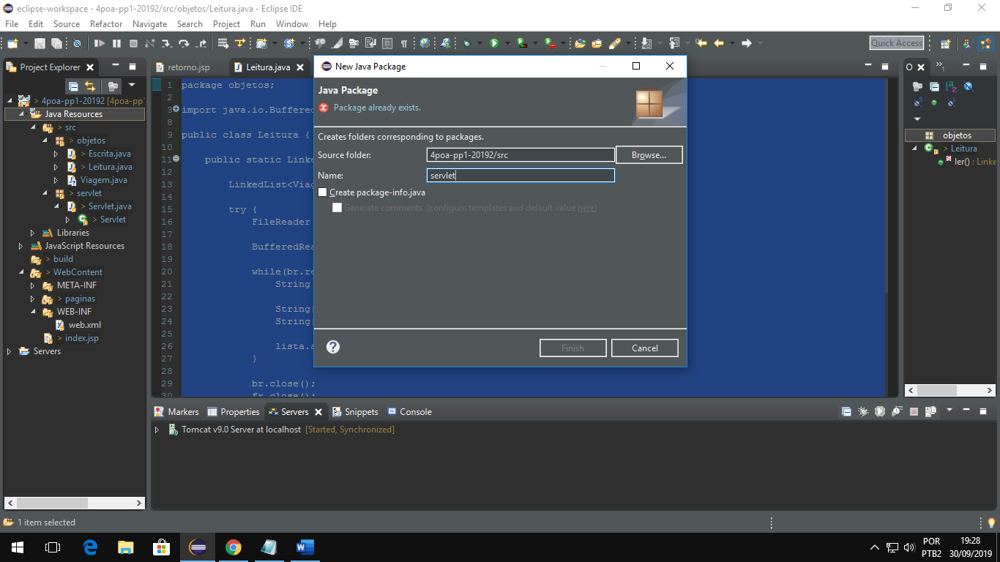 eclipse-workspace - 4poa-pp1-20192/src/objetos/Leitura.java - Eclipse IDE
File Edit Source Refactor Navigate Search Project Run Window Help
Quick Access
Project Explorer
> 4poa-pp1-20192 [4poa-pp1
Java Resources
> src
> objetos
> Escrita.java
> Leitura.java
Viagem.java
> servlet
> Servlet.java
> Servlet
Libraries
JavaScript Resources
> build
> WebContent
META-INF
> paginas
WEB-INF
web.xml
> index.jsp
Servers
retorno.jsp
Leitura.java
1 package objetos;
2
3 import java.io.Buffered
8
9 public class Leitura {
10
11 public static Linke
12
13 LinkedList<Viag
14
15 try {
16 FileReader
17
18 BufferedRea
19
20 while(br.re
21 String
22
23 String[
24 String[
25
26 lista.a
27 }
28
29 br.close();
30 fr.close();
New Java Package
Java Package
Package already exists.
Creates folders corresponding to packages.
Source folder: 4poa-pp1-20192/src Browse...
Name: servlet
Create package-info.java
Generate comments (configure templates and default value here)
? Finish Cancel
O
objetos
> Leitura
ler() : Linke
Markers Properties Servers Snippets Console
Tomcat v9.0 Server at localhost [Started, Synchronized]
1 item selected
POR
PTB2
19:28
30/09/2019